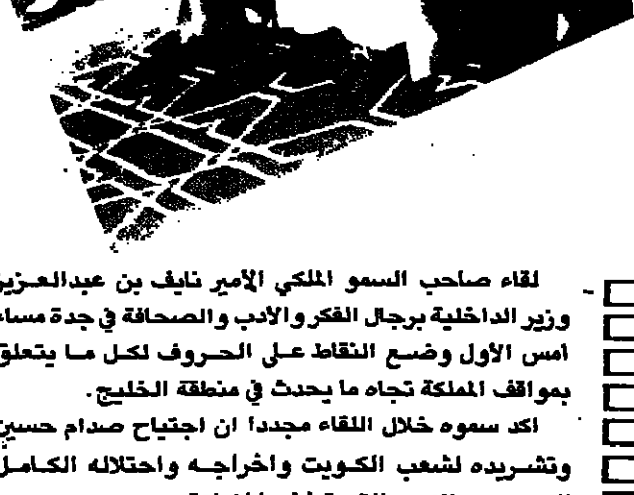 لقاء صاحب السمو الملكي الأمير نايف بن عبدالعزيز
وزير الداخلية برجال الفكر والأدب والصحافة في جدة مساء
أمس الأول وضع النقاط على الحروف لكل ما يتعلق
بمواقف المملكة تجاه ما يحدث في منطقة الخليج.
اكد سموه خلال اللقاء مجددا ان اجتياح صدام حسين
وتشريده لشعب الكويت واخراجه واحتلاله الكامل